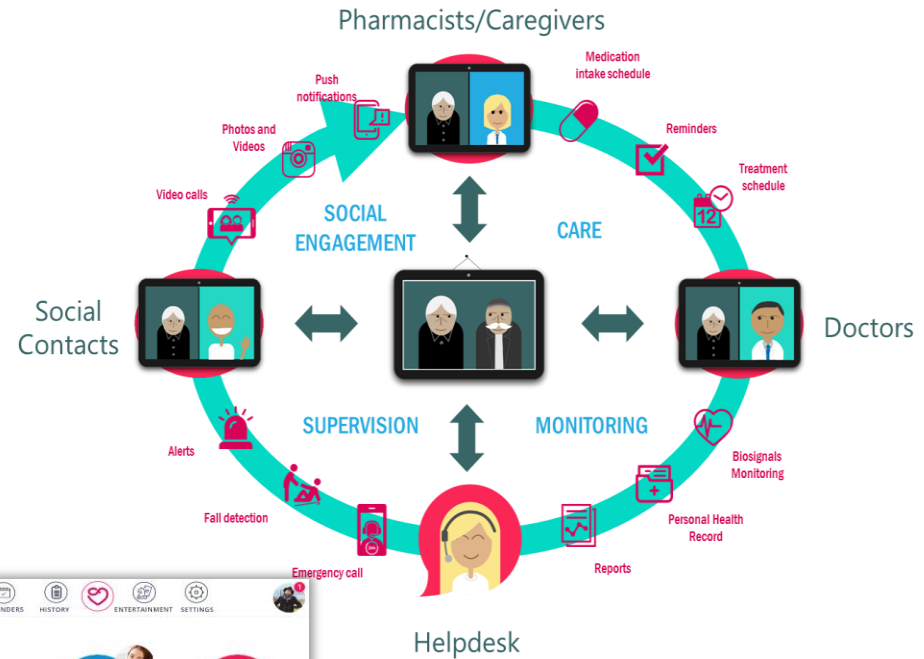 Pharmacists/Caregivers
Medication
intake schedule
Push
notifications
Reminders
Photos and
Videos
Treatment
schedule
12
Video calls
SOCIAL
ENGAGEMENT
CARE
Social
Contacts
Doctors
SUPERVISION
MONITORING
Alerts
Biosignals
Monitoring
Fall detection
Personal Health
Record
Emergency call
Reports
HISTORY
ENTERTAINMENT
SETTINGS
1
Helpdesk